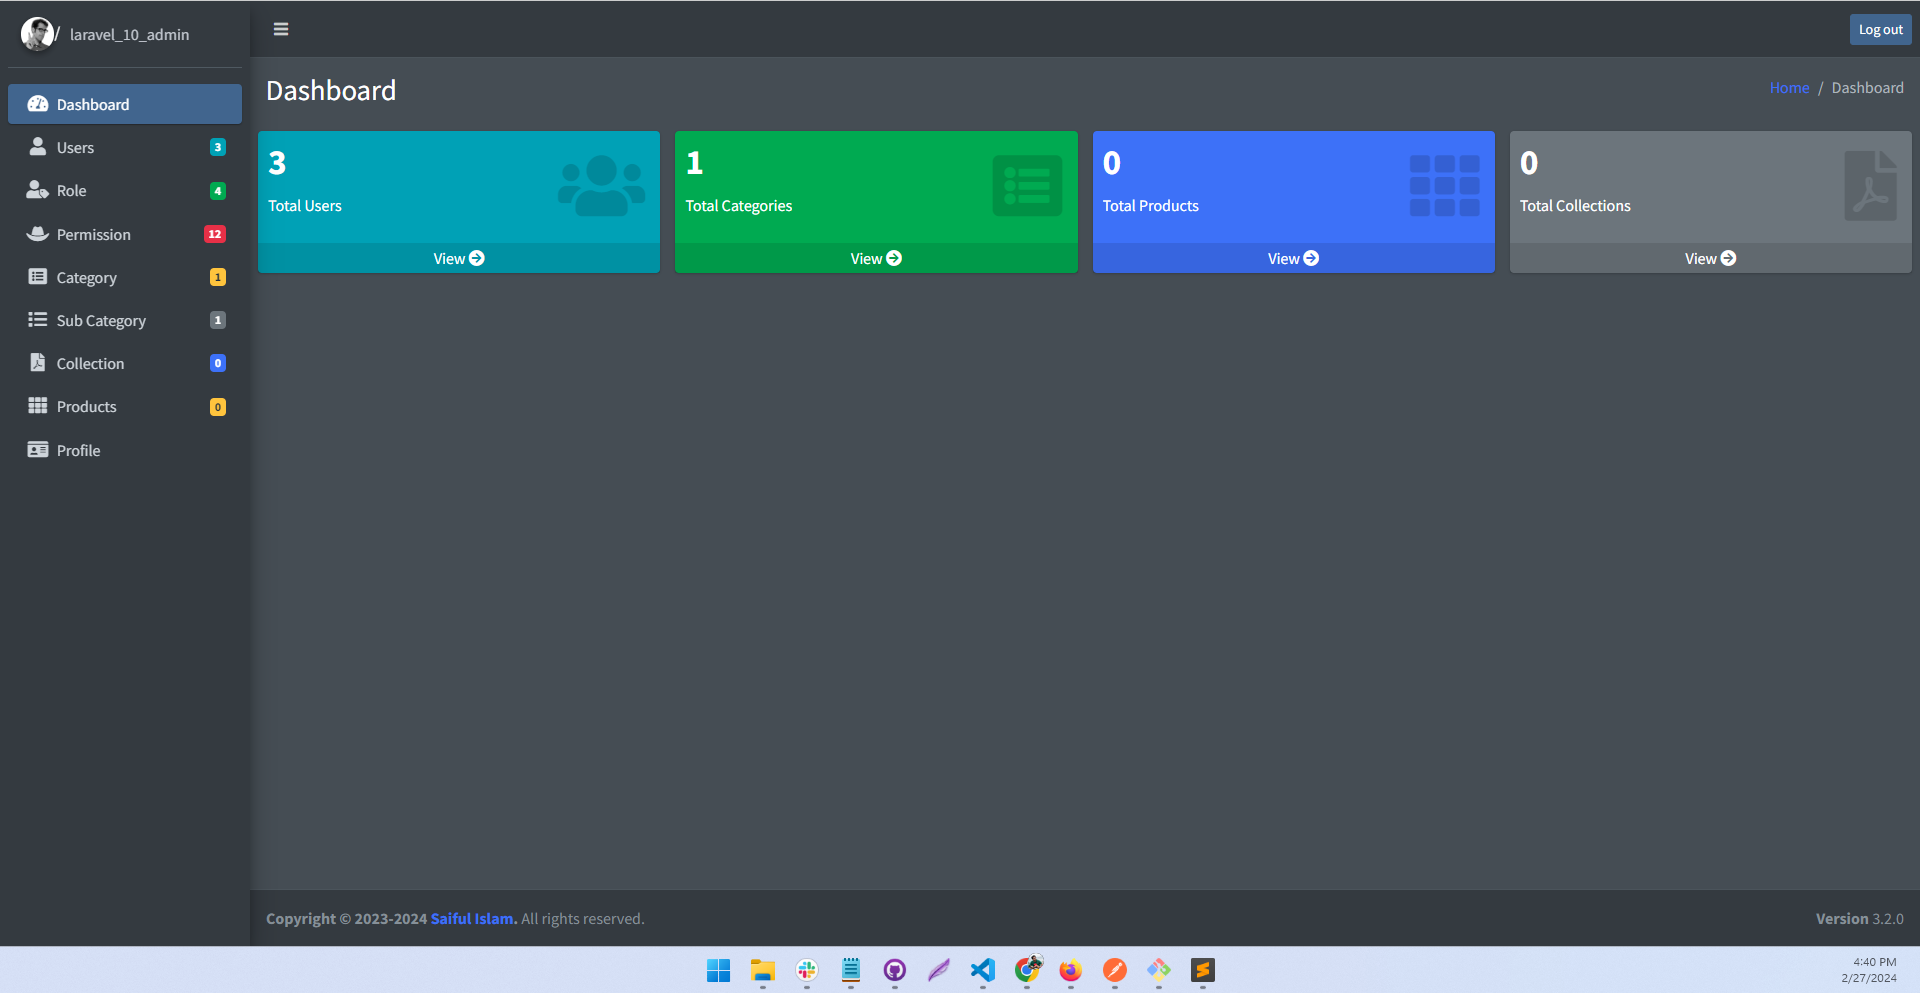 / laravel_10_admin
Log out
Dashboard
Users 3
Role 4
Permission 12
Category 1
Sub Category 1
Collection 0
Products 0
Profile
Dashboard
Home / Dashboard
3
Total Users
View
1
Total Categories
View
0
Total Products
View
0
Total Collections
View
Copyright © 2023-2024 Saiful Islam. All rights reserved.
Version 3.2.0
4:40 PM
2/27/2024